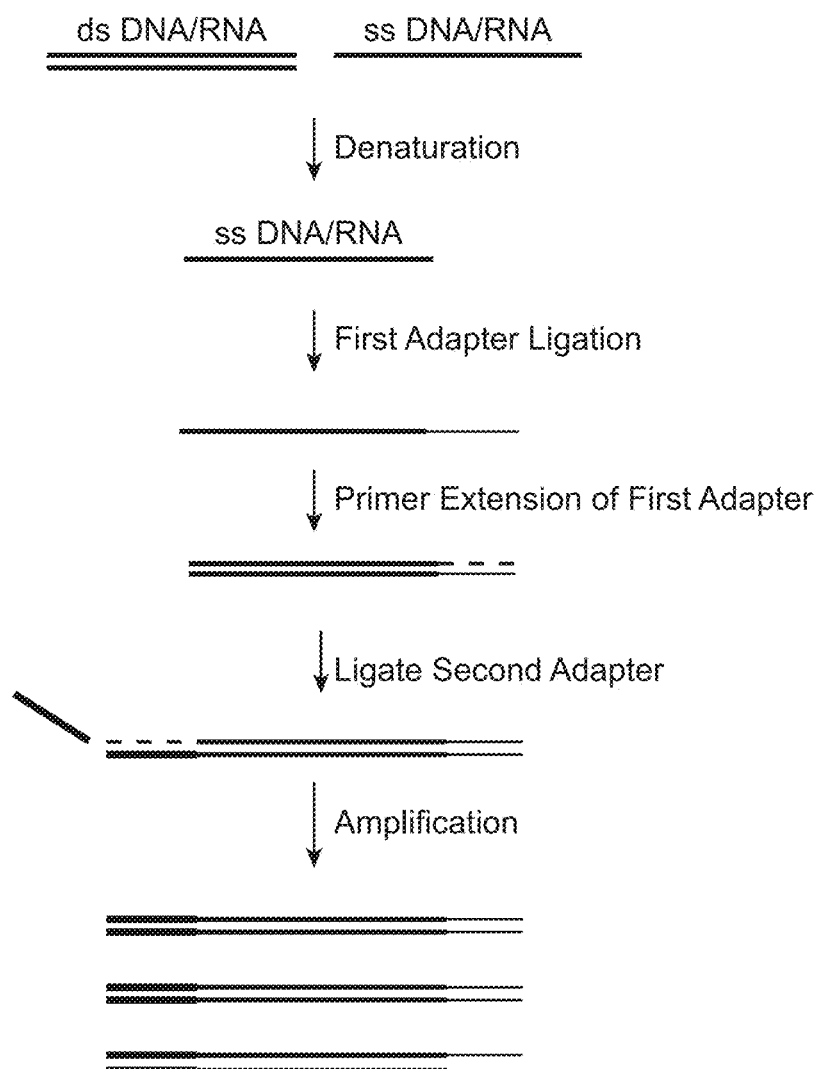 ds DNA/RNA ss DNA/RNA
Denaturation
ss DNA/RNA
First Adapter Ligation
Primer Extension of First Adapter
Ligate Second Adapter
Amplification